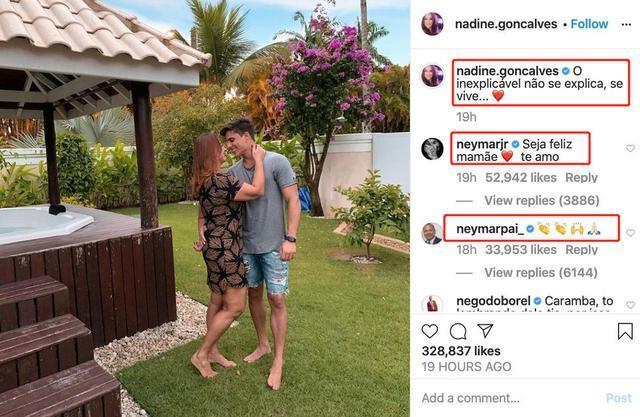 nadine.goncalves • Follow ...
nadine.goncalves O
inexplicável não se explica, se
vive... ❤️
19h
neymarjr Seja feliz
mamãe ❤️ te amo
19h 52,942 likes Reply
View replies (3886)
neymarpai_ 👏👏🙌🙏🏻
18h 33,953 likes Reply
View replies (6144)
negodoborel Caramba, to
328,837 likes
19 HOURS AGO
Add a comment... Post